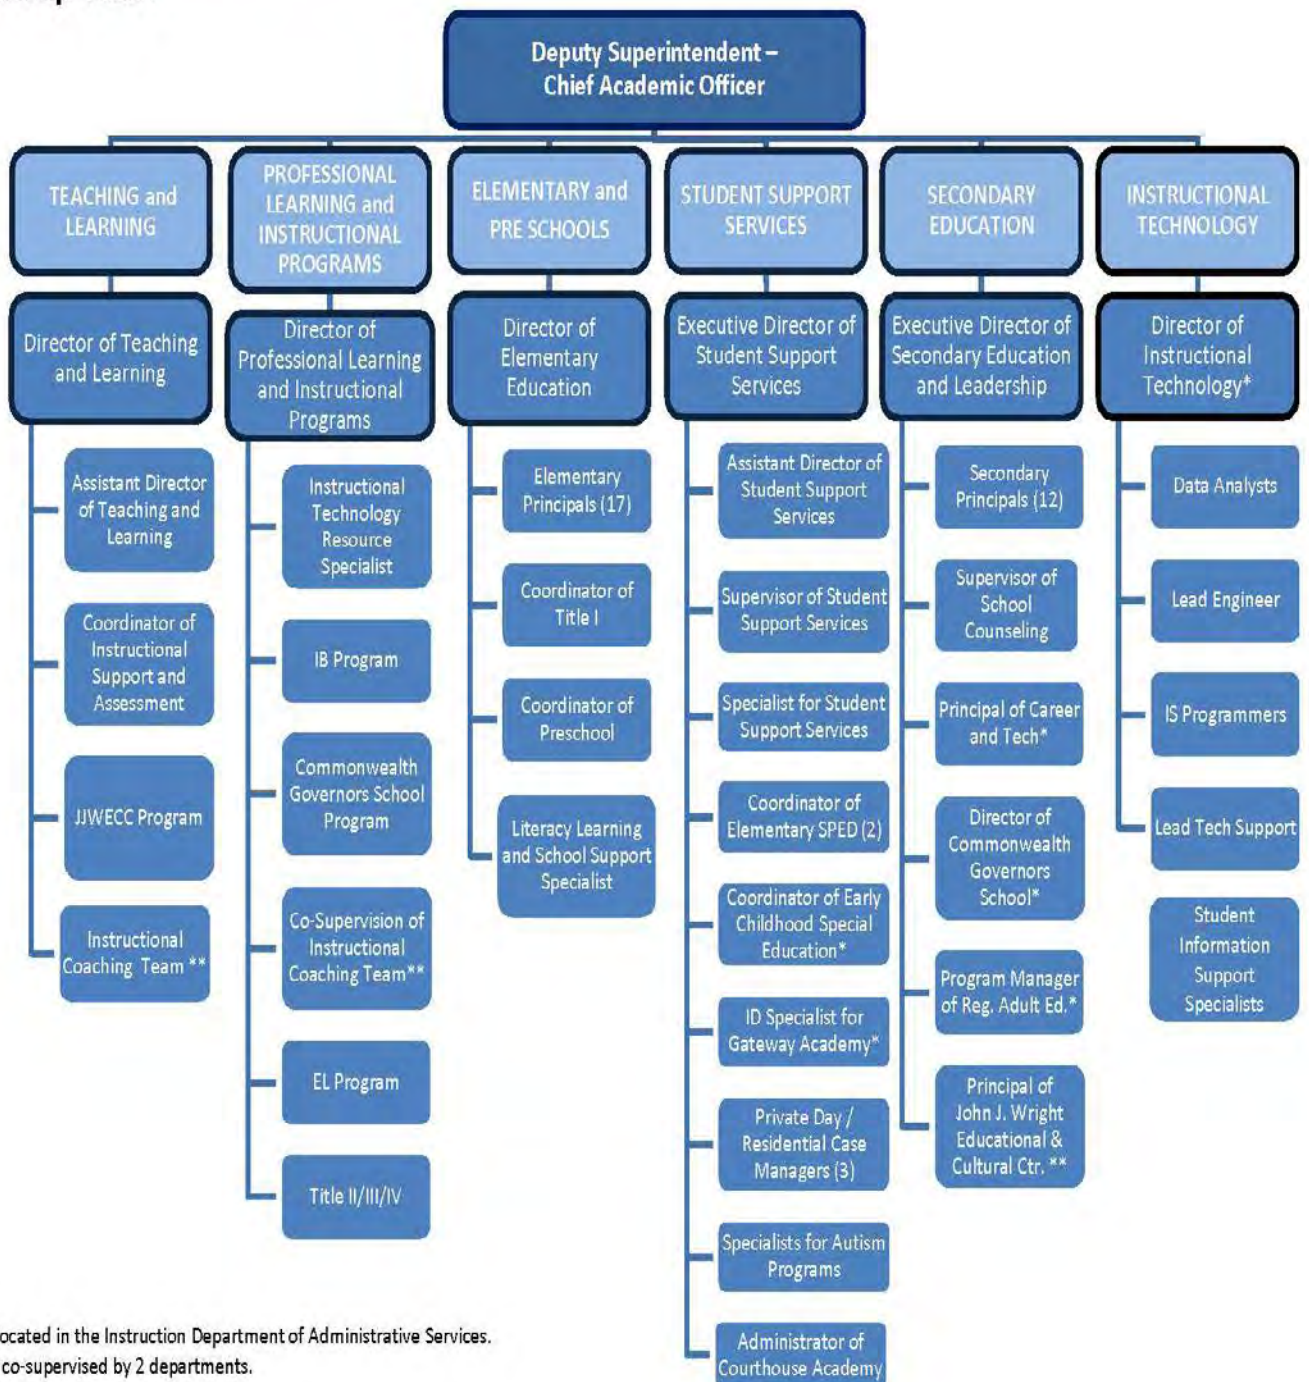 Deputy Superintendent –
Chief Academic Officer
TEACHING and
LEARNING
PROFESSIONAL
LEARNING and
INSTRUCTIONAL
PROGRAMS
ELEMENTARY and
PRE SCHOOLS
STUDENT SUPPORT
SERVICES
SECONDARY
EDUCATION
INSTRUCTIONAL
TECHNOLOGY
Director of Teaching
and Learning
Director of
Professional Learning
and Instructional
Programs
Director of
Elementary
Education
Executive Director of
Student Support
Services
Executive Director of
Secondary Education
and Leadership
Director of
Instructional
Technology*
Assistant Director
of Teaching and
Learning
Coordinator of
Instructional
Support and
Assessment
JJWECC Program
Instructional
Coaching Team **
Instructional
Technology
Resource
Specialist
IB Program
Commonwealth
Governors School
Program
Co-Supervision of
Instructional
Coaching Team**
EL Program
Title II/III/IV
Elementary
Principals (17)
Coordinator of
Title I
Coordinator of
Preschool
Literacy Learning
and School Support
Specialist
Assistant Director of
Student Support
Services
Supervisor of Student
Support Services
Specialist for Student
Support Services
Coordinator of
Elementary SPED (2)
Coordinator of Early
Childhood Special
Education*
ID Specialist for
Gateway Academy*
Private Day /
Residential Case
Managers (3)
Specialists for Autism
Programs
Administrator of
Courthouse Academy
Secondary
Principals (12)
Supervisor of
School
Counseling
Principal of Career
and Tech*
Director of
Commonwealth
Governors
School*
Program Manager
of Reg. Adult Ed.*
Principal of
John J. Wright
Educational &
Cultural Ctr. **
Data Analysts
Lead Engineer
IS Programmers
Lead Tech Support
Student
Information
Support
Specialists
ocated in the Instruction Department of Administrative Services.
co-supervised by 2 departments.